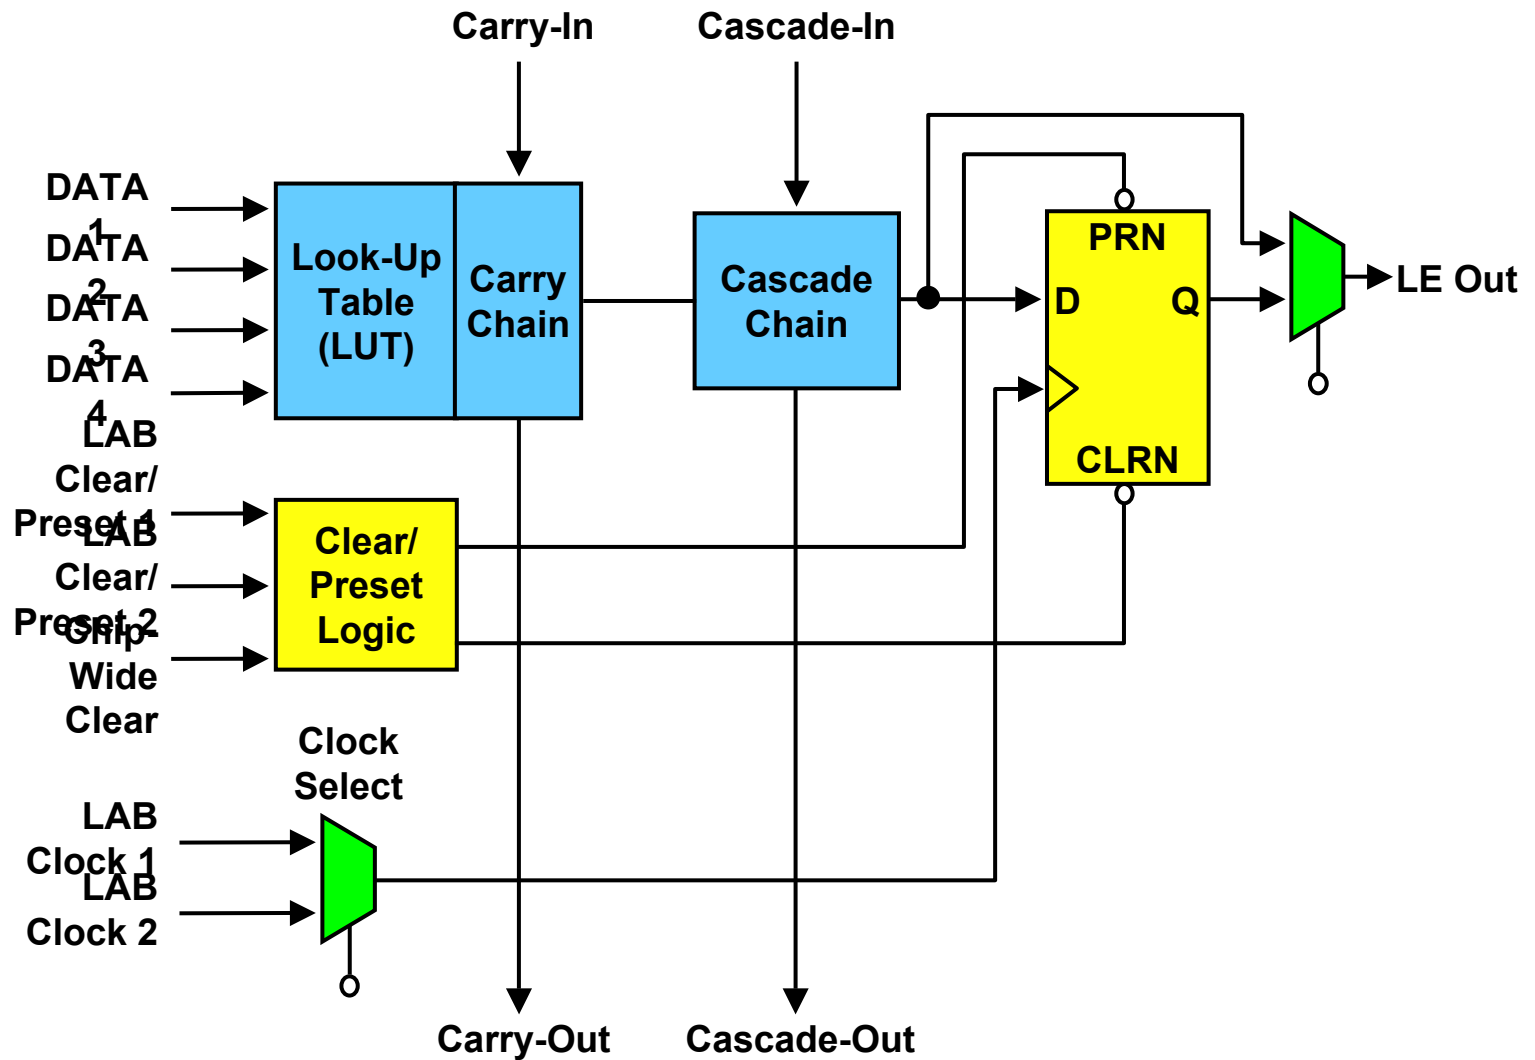 Carry-In
Cascade-In
DATA
1
DATA
2
DATA
3
DATA
4
Look-Up
Table
(LUT)
Carry
Chain
Cascade
Chain
PRN
D
Q
CLRN
LE Out
LAB
Clear/
Preset 1
LAB
Clear/
Preset 2
Chip-
Wide
Clear
Clear/
Preset
Logic
Clock
Select
LAB
Clock 1
LAB
Clock 2
Carry-Out
Cascade-Out